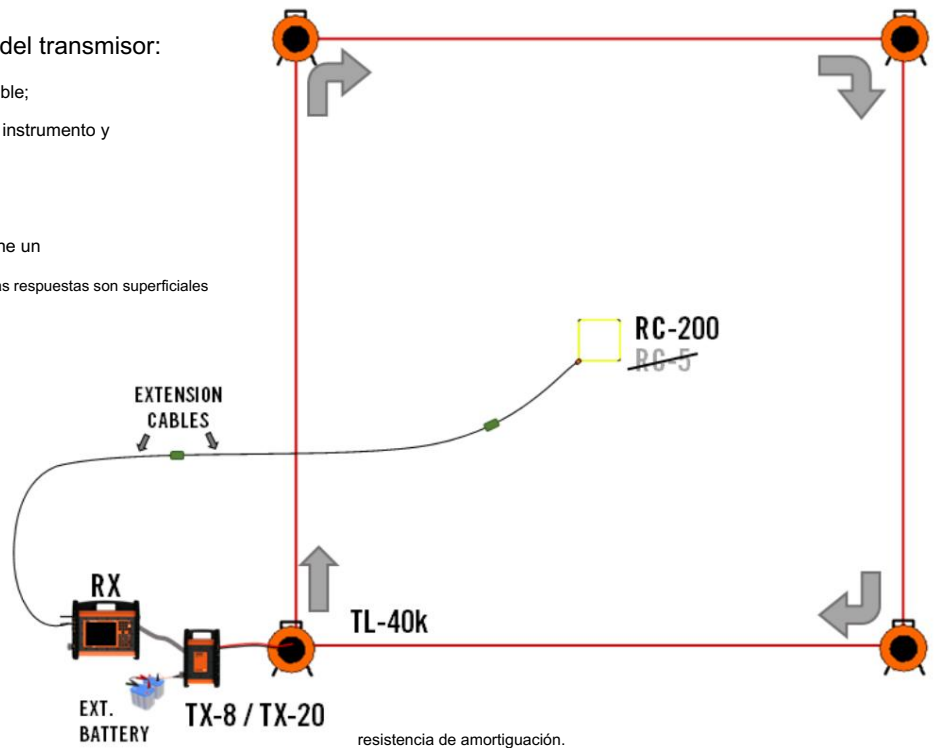 del transmisor:
ble;
instrumento y
ne un
as respuestas son superficiales
RC-200
RC-5
EXTENSION
CABLES
RX
TL-40k
EXT.
BATTERY
TX-8 / TX-20
resistencia de amortiguación.